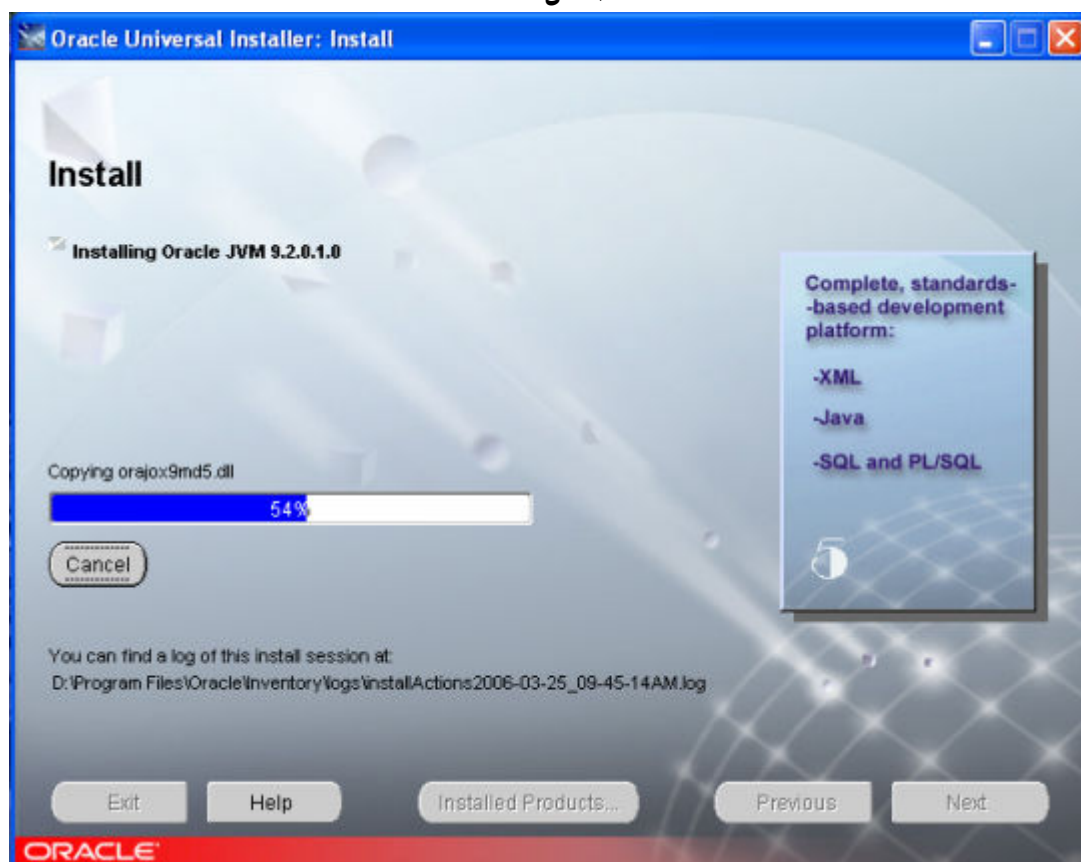 Oracle Universal Installer: Install
Install
Installing Oracle JVM 9.2.0.1.0
Complete, standards-
-based development
platform:
-XML
-Java
-SQL and PL/SQL
Copying orajox9md5.dll
54%
Cancel
5
You can find a log of this install session at:
D:\Program Files\Oracle\Inventory\logs\installActions2006-03-25_09-45-14AM.log
Exit
Help
Installed Products...
Previous
Next
ORACLE